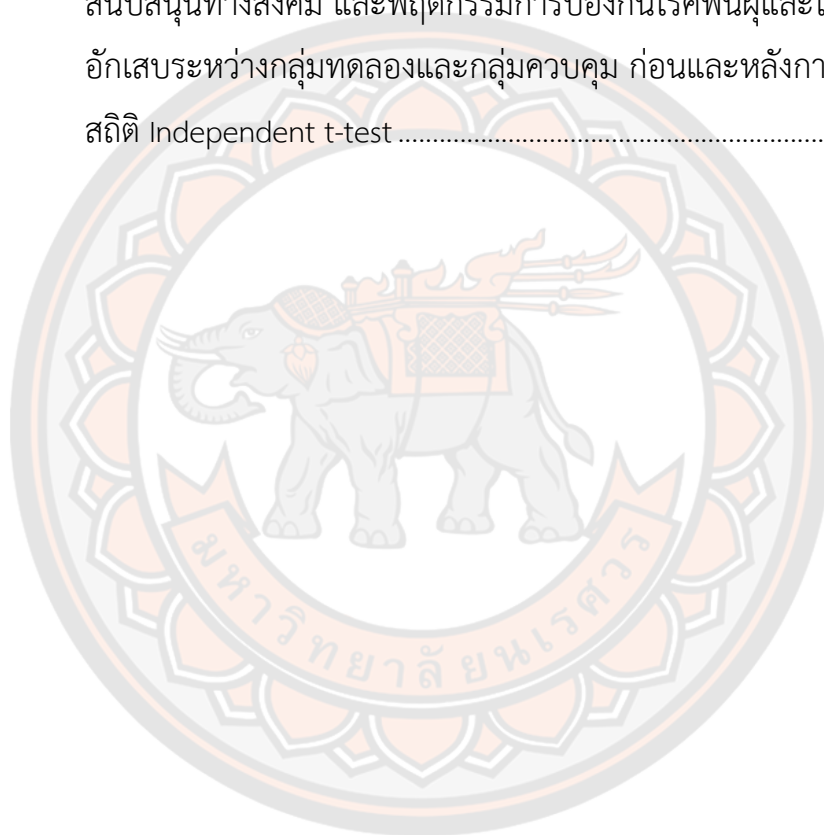 สนับสนุนทางสังคม และพฤติกรรมการป้องกันโรคฟันผุและ
อักเสบระหว่างกลุ่มทดลองและกลุ่มควบคุม ก่อนและหลัง
สถิติ Independent t-test ........................................................
มหาวิทยาลัยนเรศวร